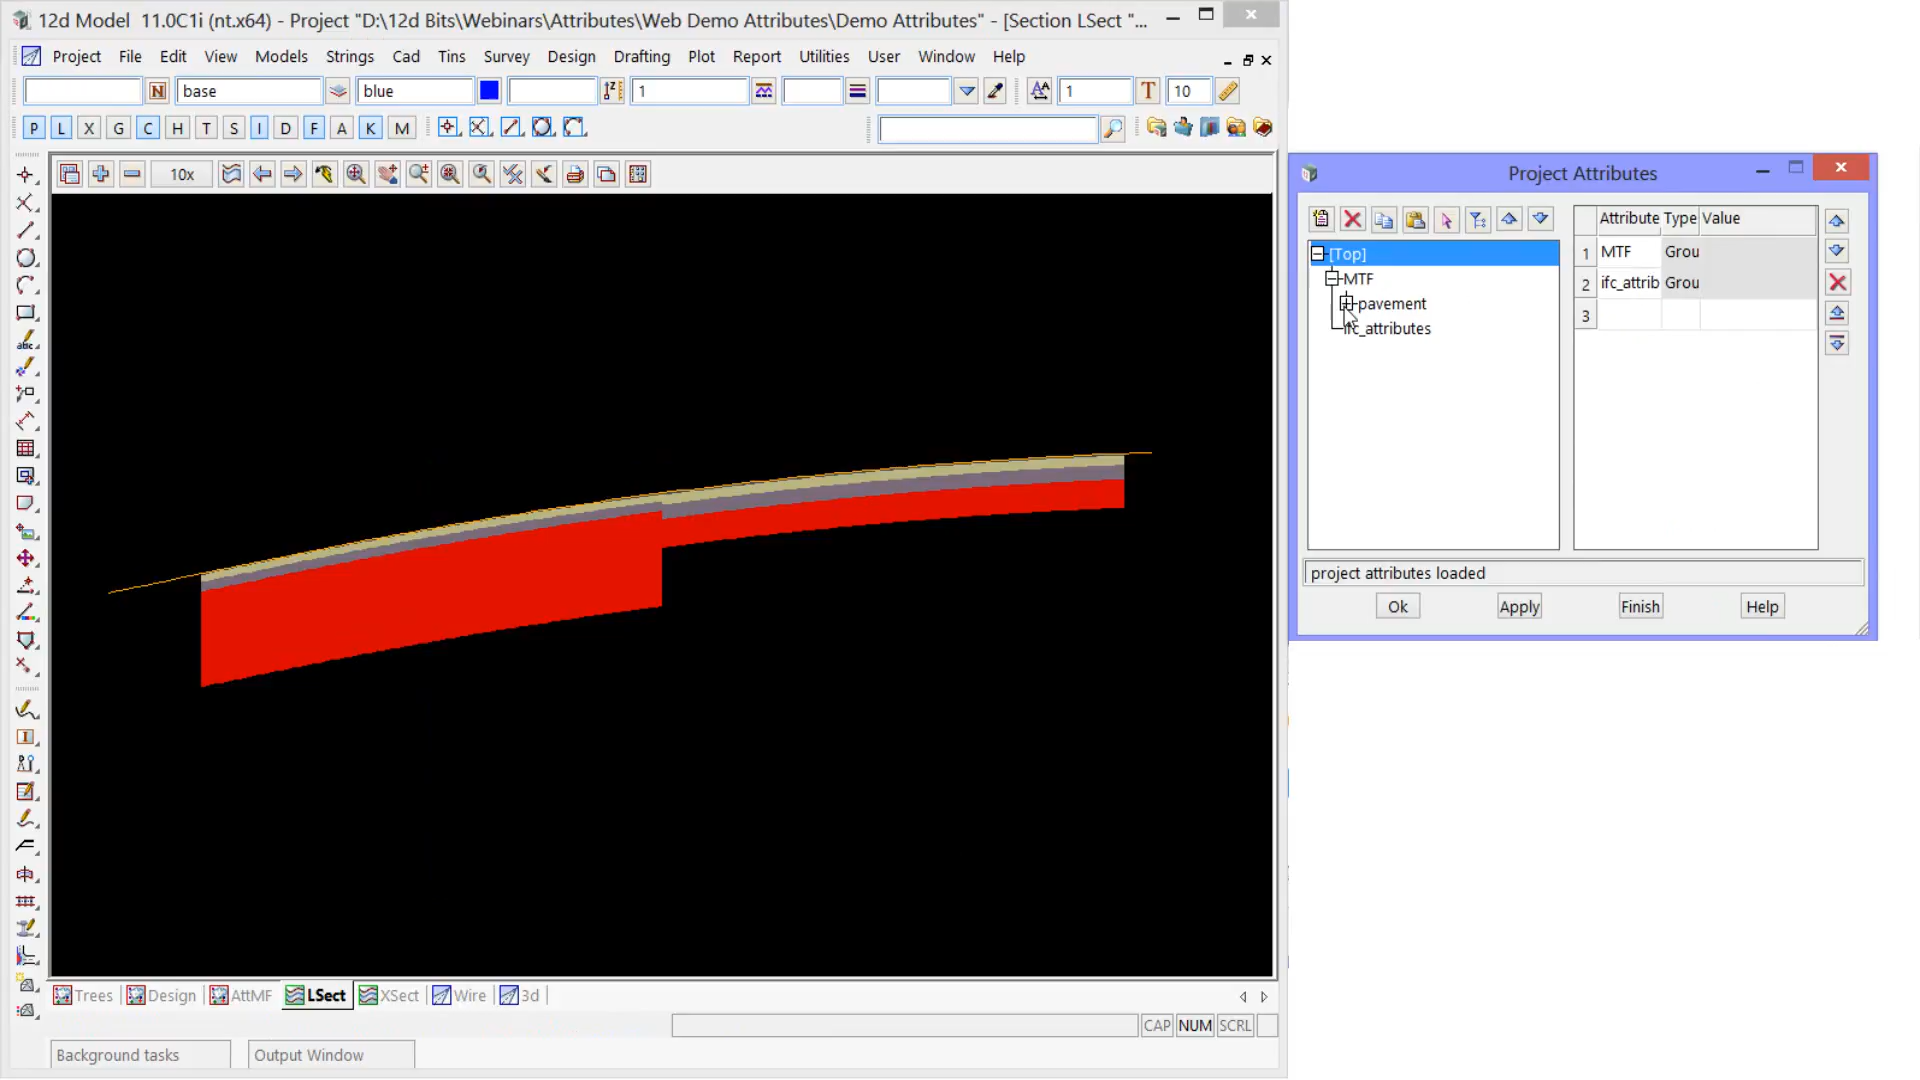 12d Model 11.0C1i (nt.x64) - Project "D:\12d Bits\Webinars\Attributes\Web Demo Attributes\Demo Attributes" - [Section LSect "...
Project File Edit View Models Strings Cad Tins Survey Design Drafting Plot Report Utilities User Window Help
N base blue 1 1 T 10
P L X G C H T S I D F A K M
10x
Project Attributes
Attribute Type Value
[Top]
1 MTF Grou
MTF
2 ifc_attrib Grou
pavement
3
ifc_attributes
project attributes loaded
Ok Apply Finish Help
Trees Design AttMF LSect XSect Wire 3d
CAP NUM SCRL
Background tasks Output Window